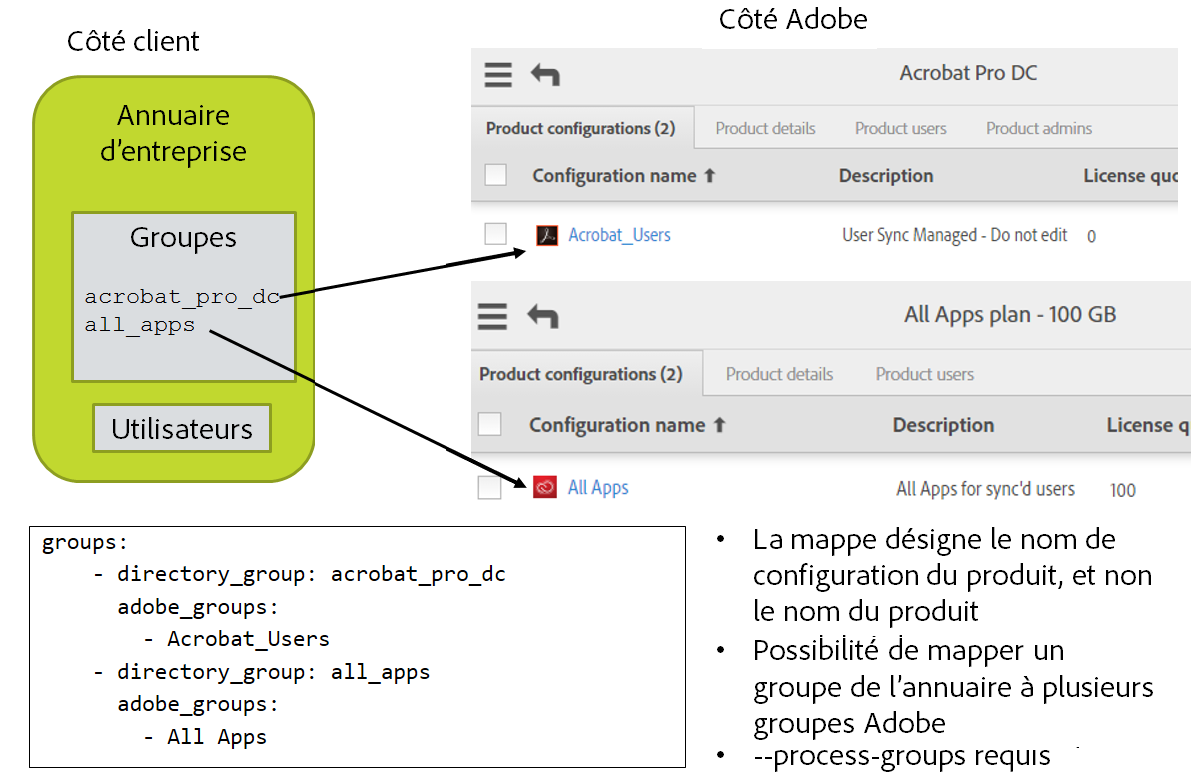 Côté client
Annuaire
d’entreprise
Groupes
acrobat_pro_dc
all_apps
Utilisateurs
Côté Adobe
Acrobat Pro DC
Product configurations (2) Product details Product users Product admins
Configuration name ↑ Description License quo
Acrobat_Users User Sync Managed - Do not edit 0
All Apps plan - 100 GB
Product configurations (2) Product details Product users
Configuration name ↑ Description License q
All Apps All Apps for sync'd users 100
groups:
    - directory_group: acrobat_pro_dc
      adobe_groups:
        - Acrobat_Users
    - directory_group: all_apps
      adobe_groups:
        - All Apps
• La mappe désigne le nom de
configuration du produit, et non
le nom du produit
• Possibilité de mapper un
groupe de l’annuaire à plusieurs
groupes Adobe
• --process-groups requis